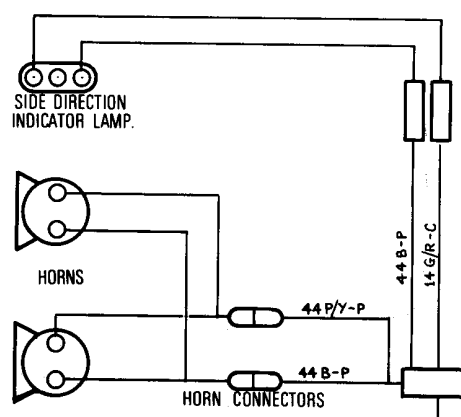 SIDE DIRECTION
INDICATOR LAMP.
44 B-P
14 G/R-C
HORNS
44 P/Y-P
44 B-P
HORN CONNECTORS